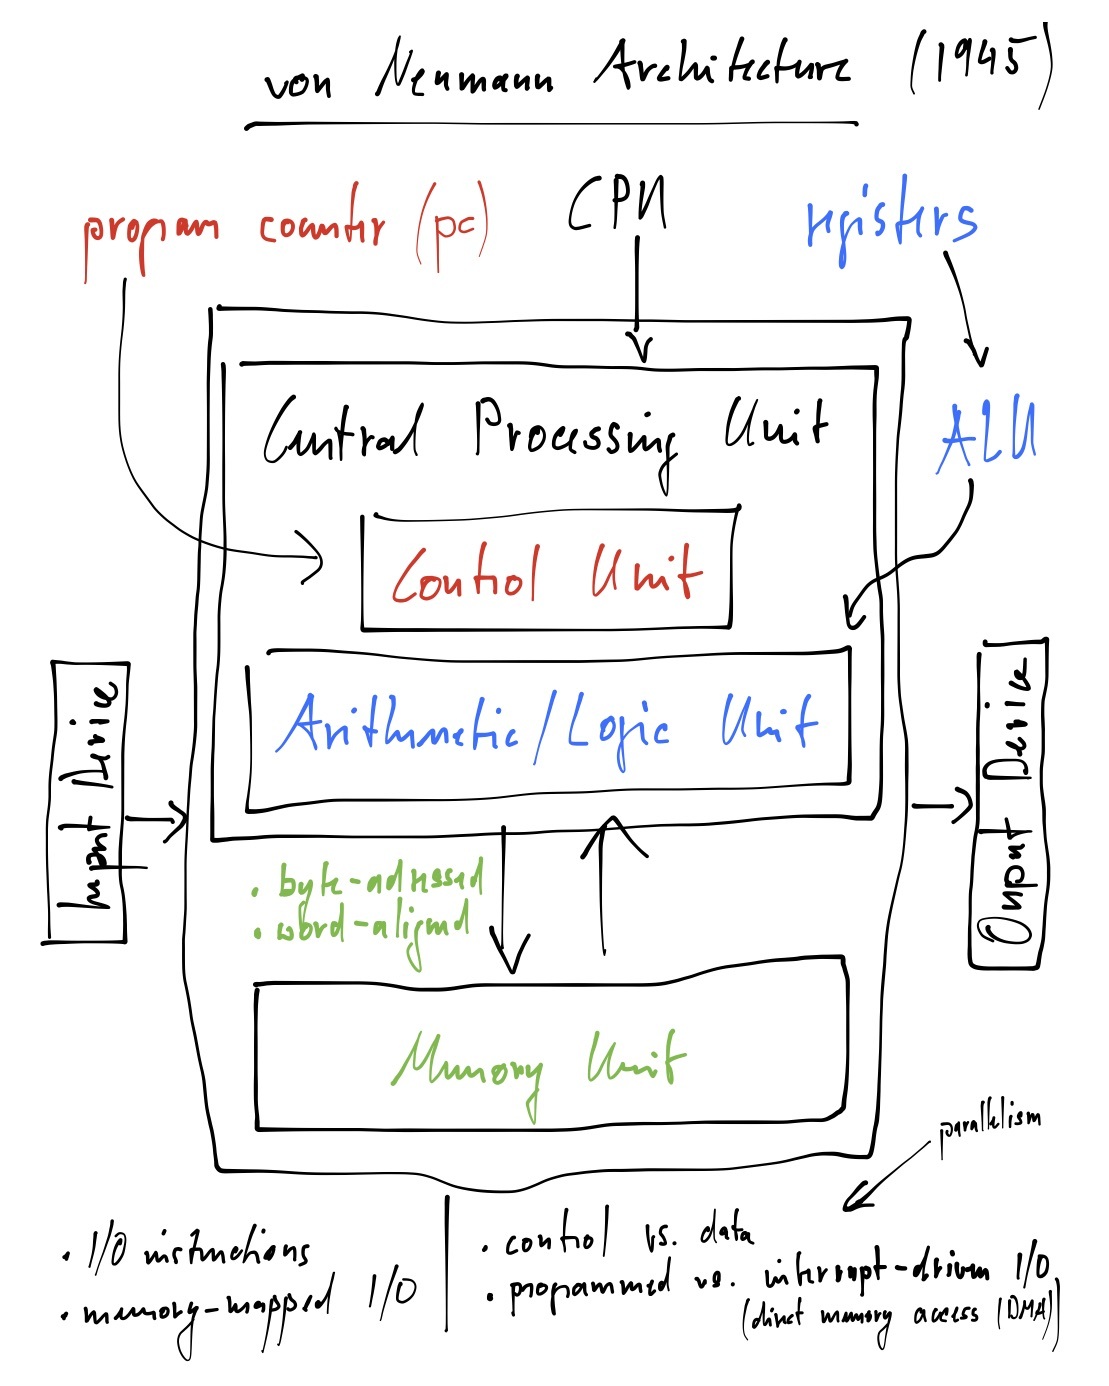 von Neumann Architecture (1945)
program counter (pc)
CPU
registers
ALU
Central Processing Unit
Control Unit
Arithmetic/Logic Unit
Input Device
Output Device
• byte-adressed
• word-aligned
Memory Unit
parallelism
• I/O instructions
• memory-mapped I/O
• control vs. data
• programmed vs. interrupt-driven I/O
(direct memory access (DMA))